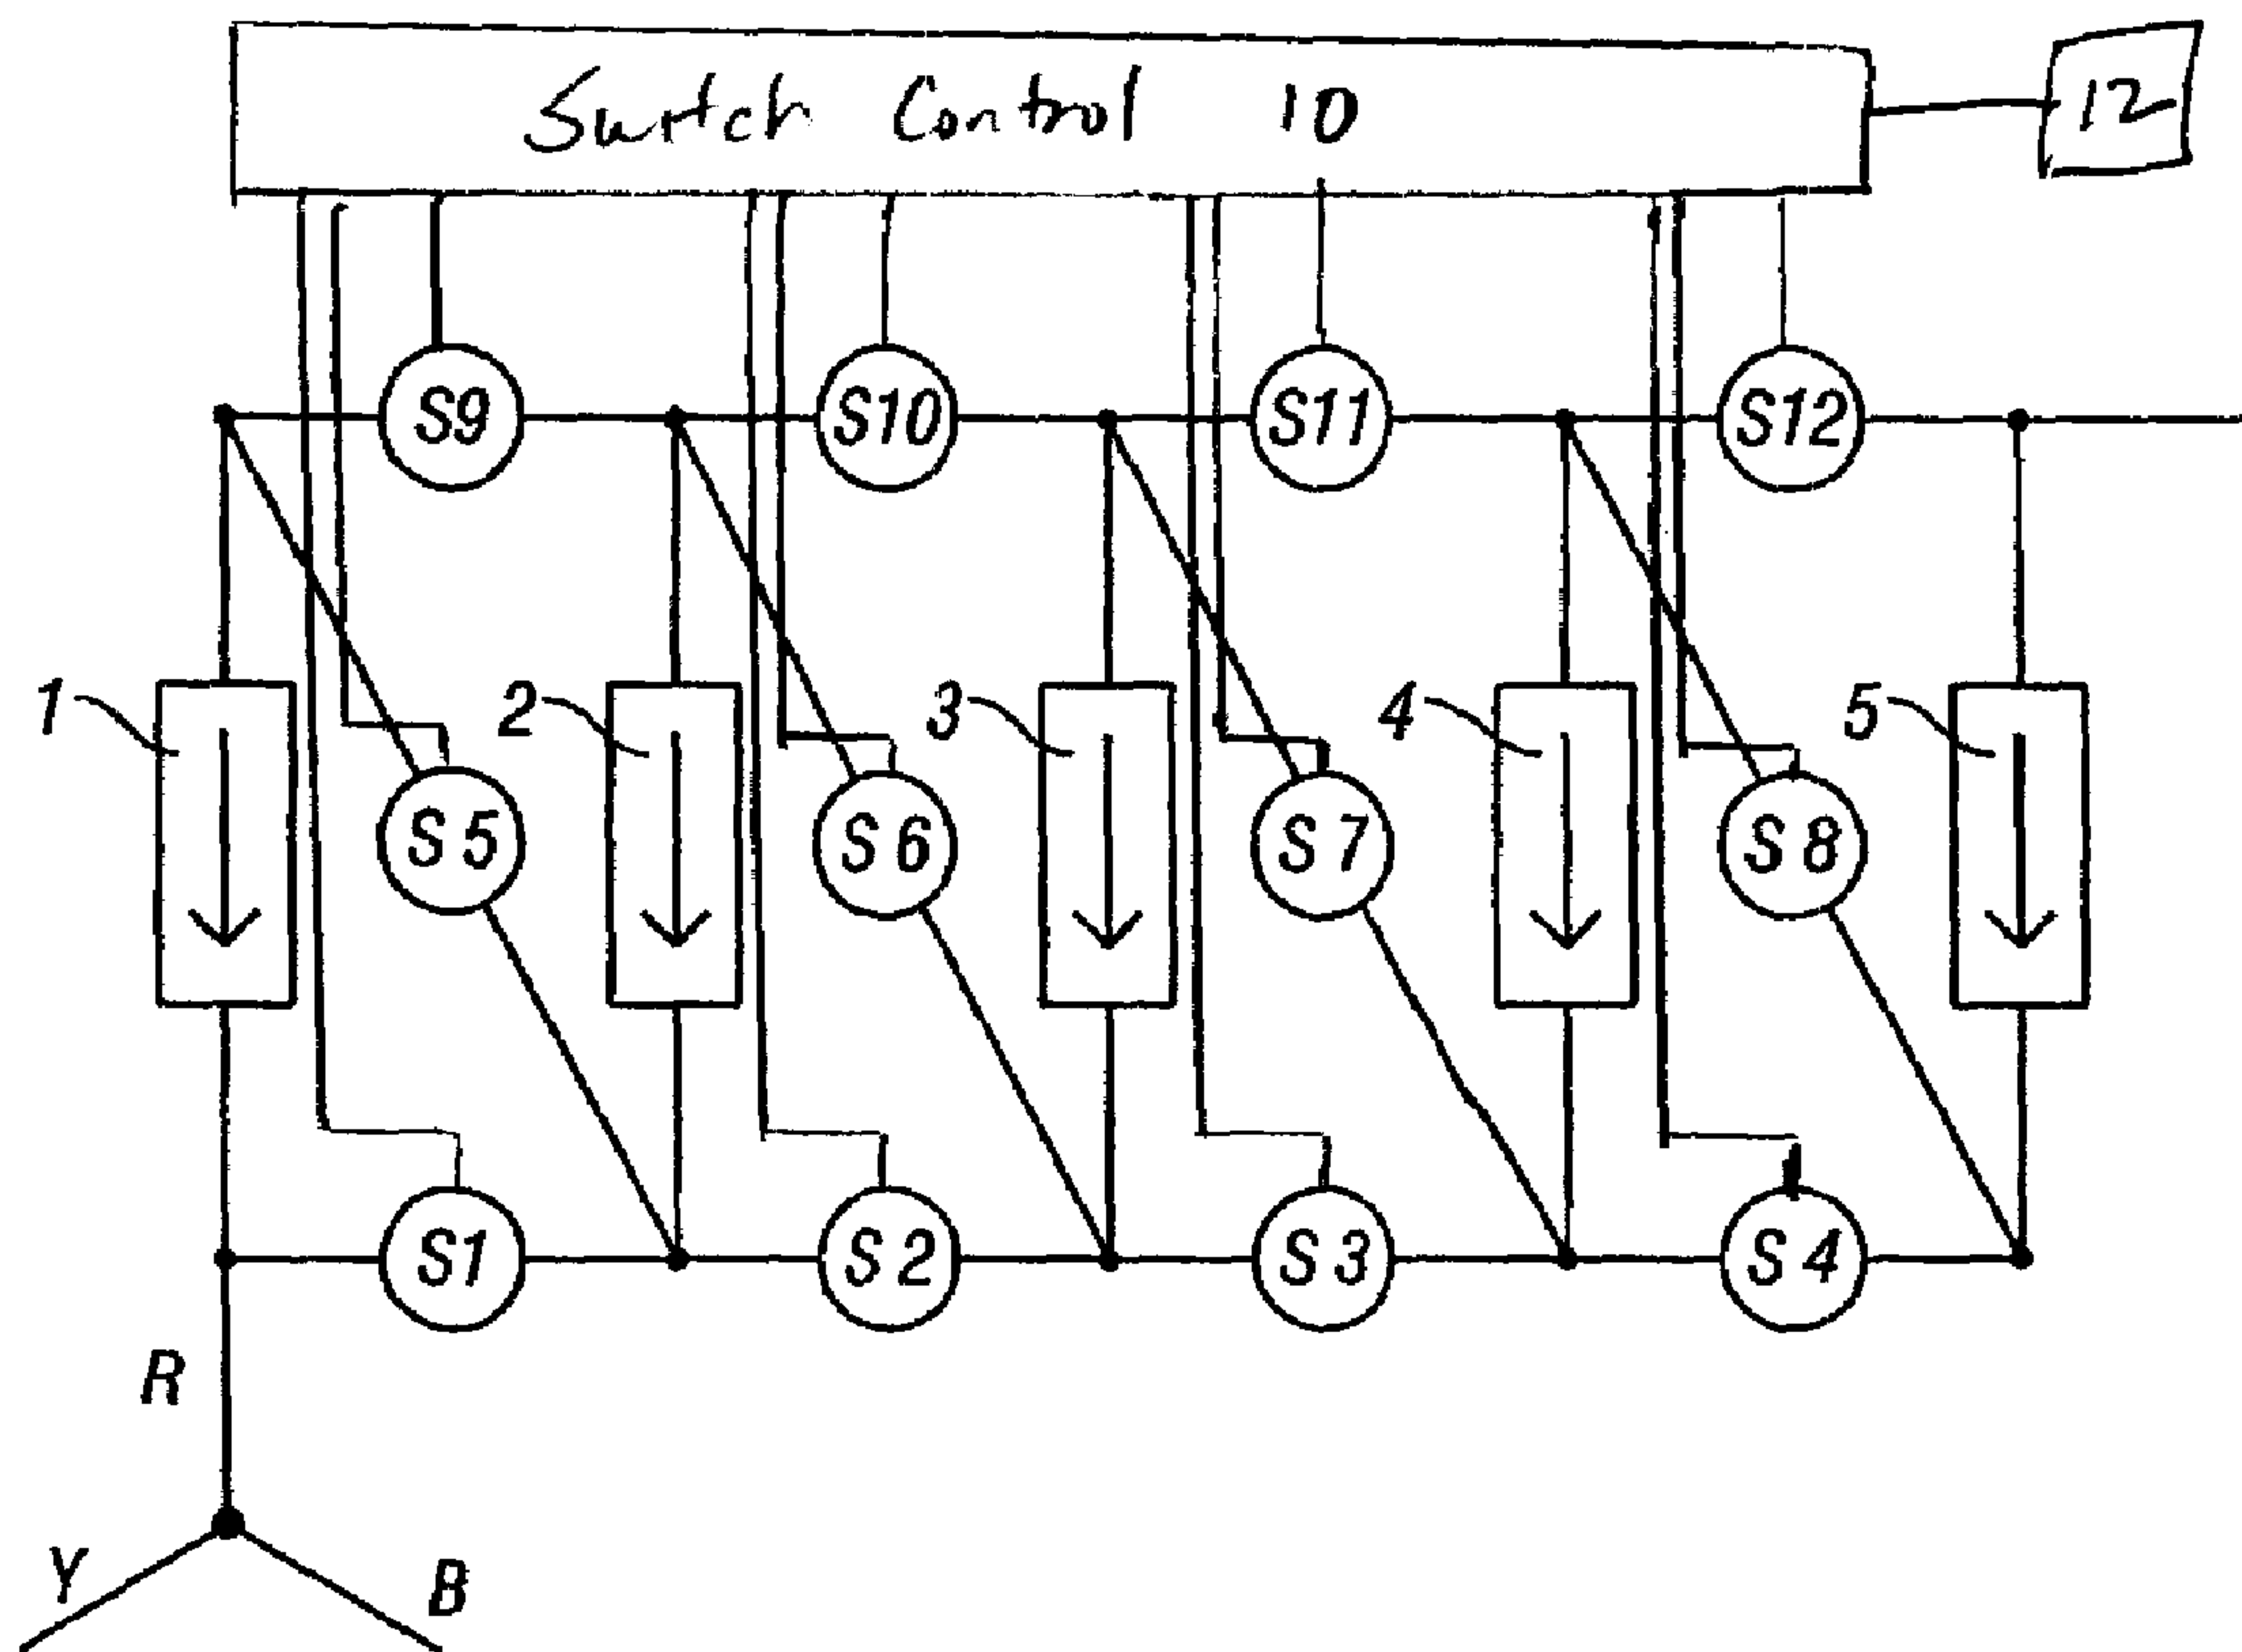 Switch Control 10
12
S9 S10 S11 S12
1 2 3 4 5
S5 S6 S7 S8
S1 S2 S3 S4
R
Y B